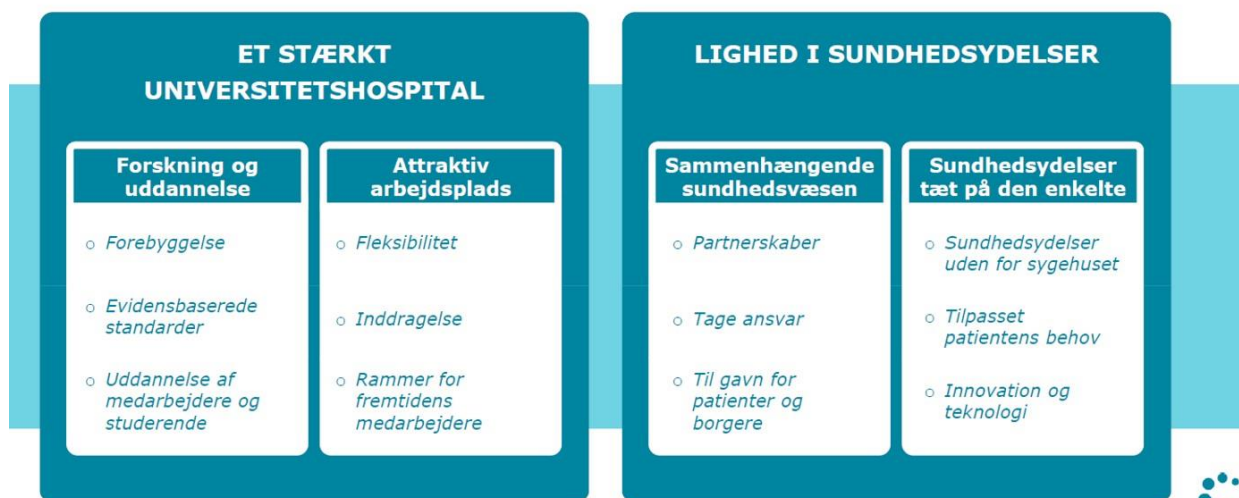 ET STÆRKT
UNIVERSITETSHOSPITAL
Forskning og
uddannelse
○ Forebyggelse
○ Evidensbaserede
standarder
○ Uddannelse af
medarbejdere og
studerende
Attraktiv
arbejdsplads
○ Fleksibilitet
○ Inddragelse
○ Rammer for
fremtidens
medarbejdere
LIGHED I SUNDHEDSYDELSER
Sammenhængende
sundhedsvæsen
○ Partnerskaber
○ Tage ansvar
○ Til gavn for
patienter og
borgere
Sundhedsydelser
tæt på den enkelte
○ Sundhedsydelser
uden for sygehuset
○ Tilpasset
patientens behov
○ Innovation og
teknologi